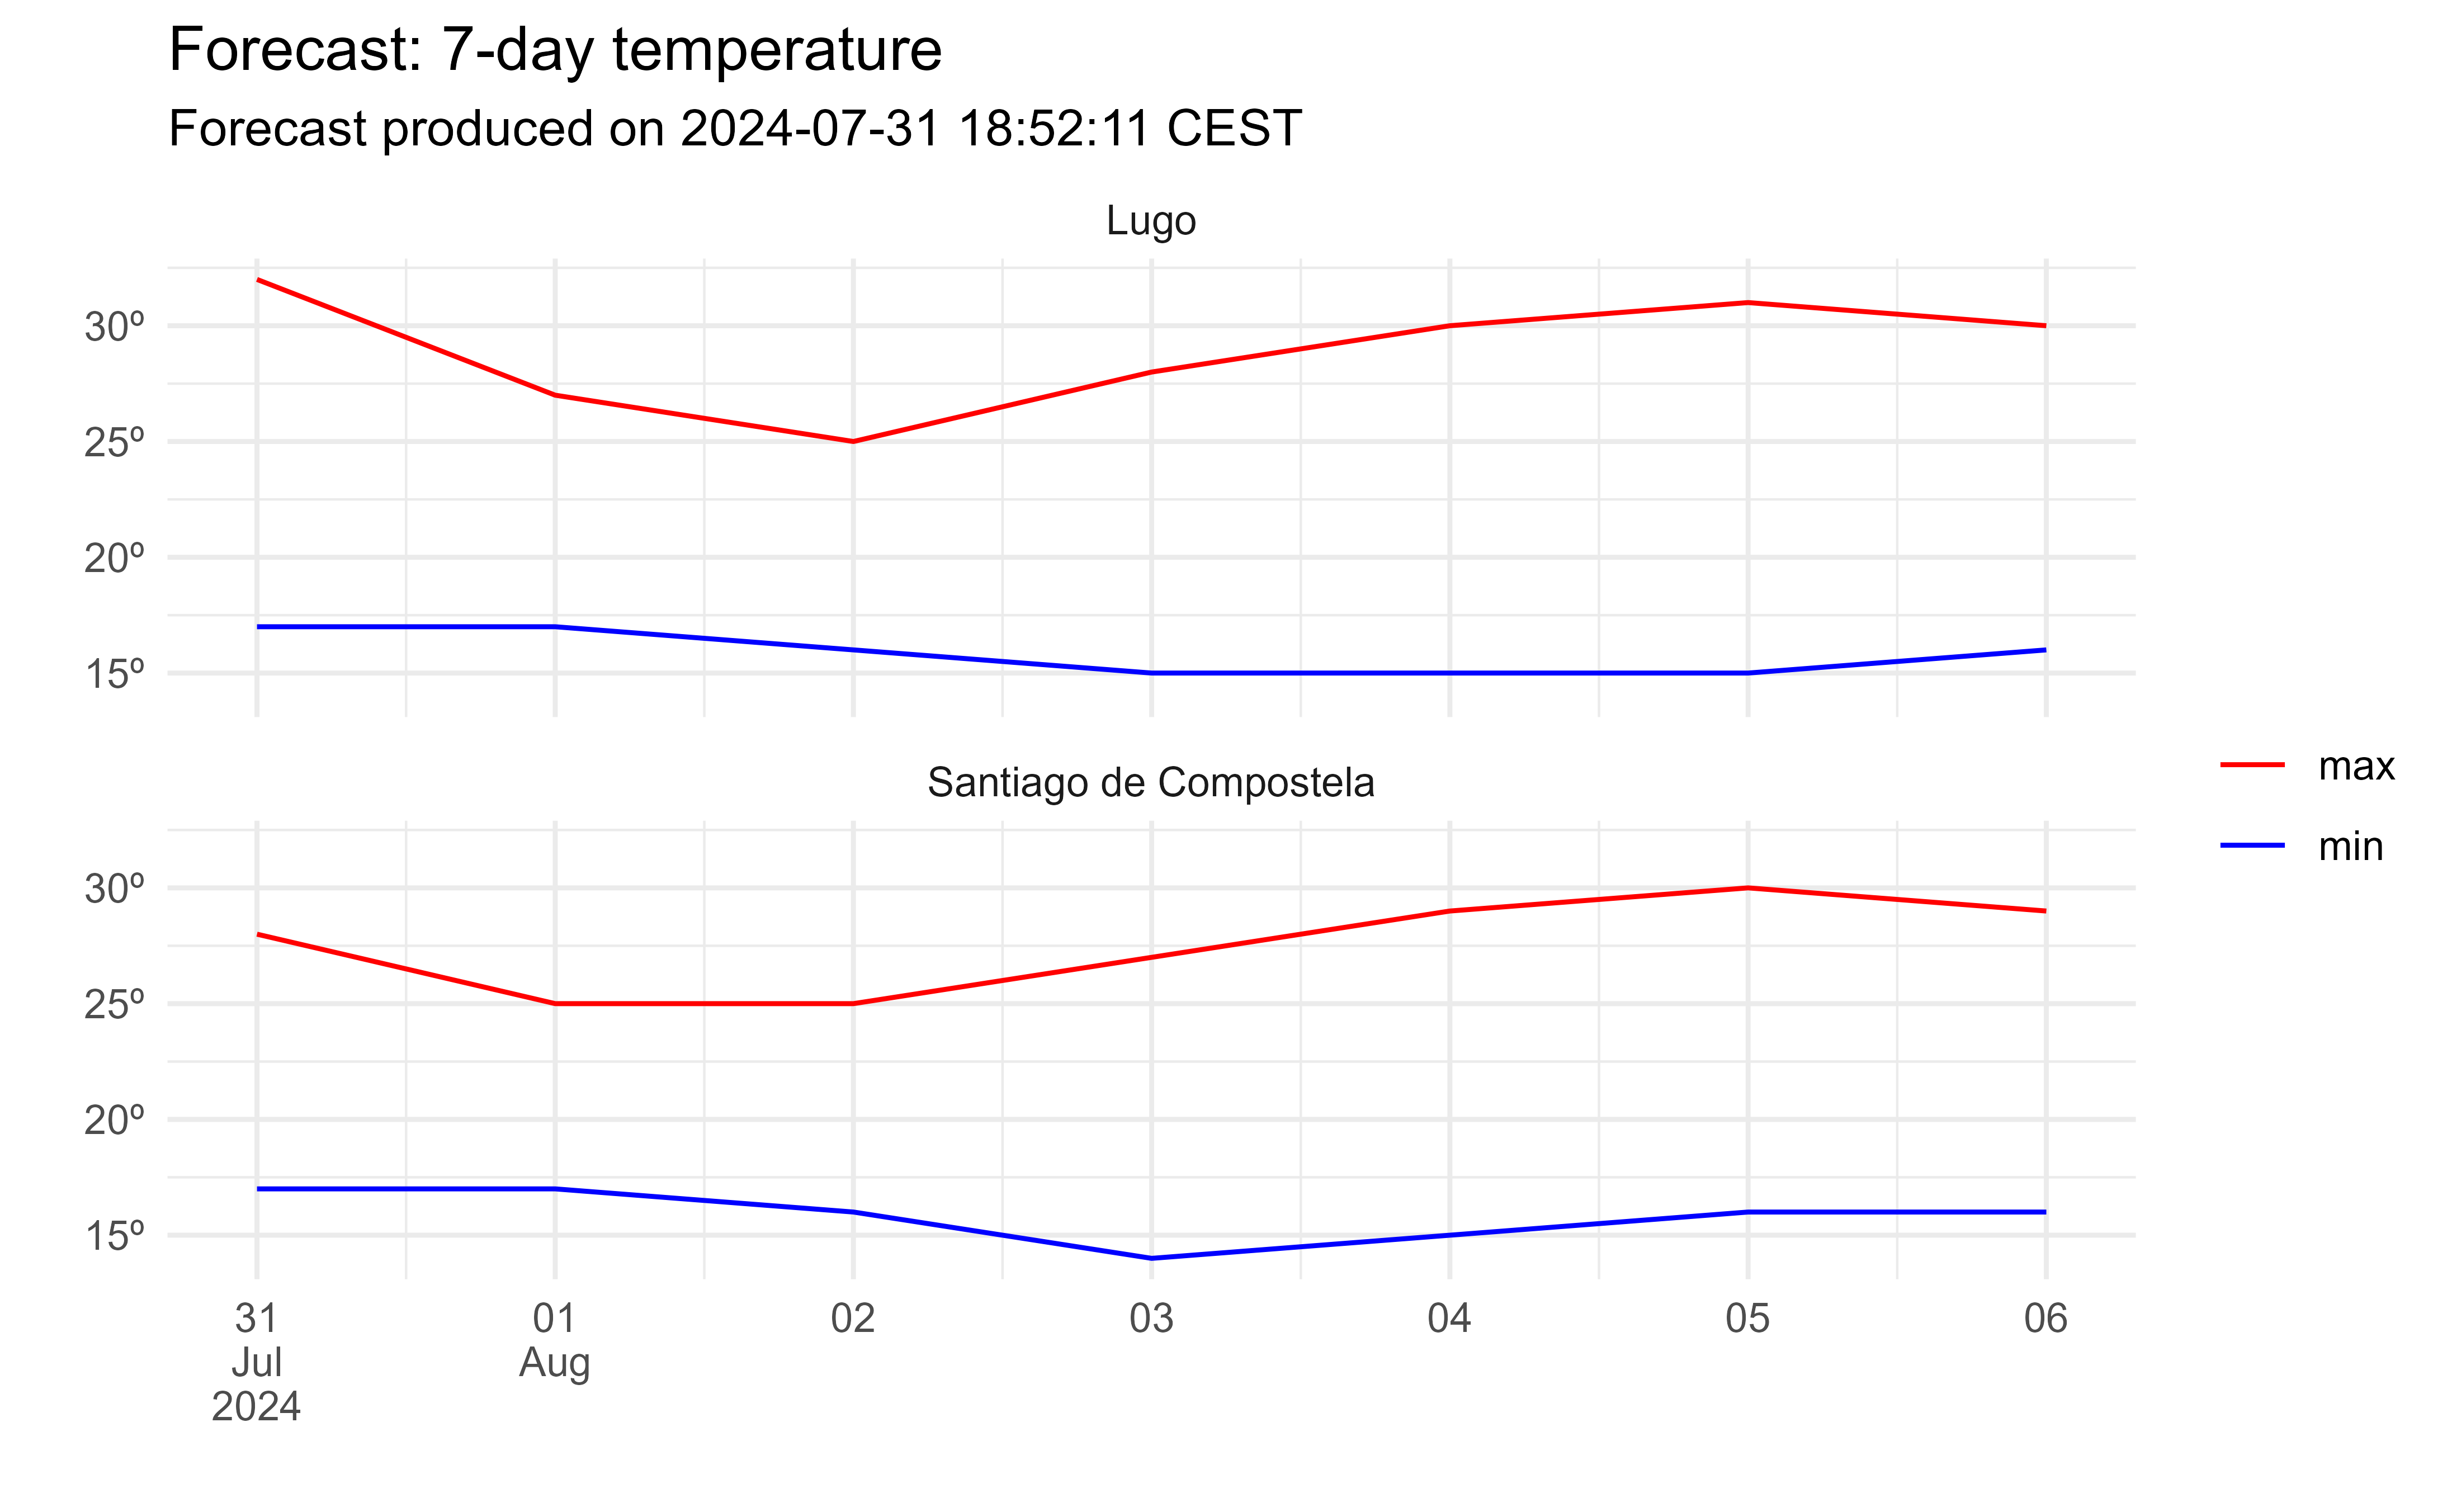 Forecast: 7-day temperature
Forecast produced on 2024-07-31 18:52:11 CEST
Lugo
30º
25º
20º
15º
Santiago de Compostela
30º
25º
20º
15º
31 01 02 03 04 05 06
Jul Aug
2024
max
min